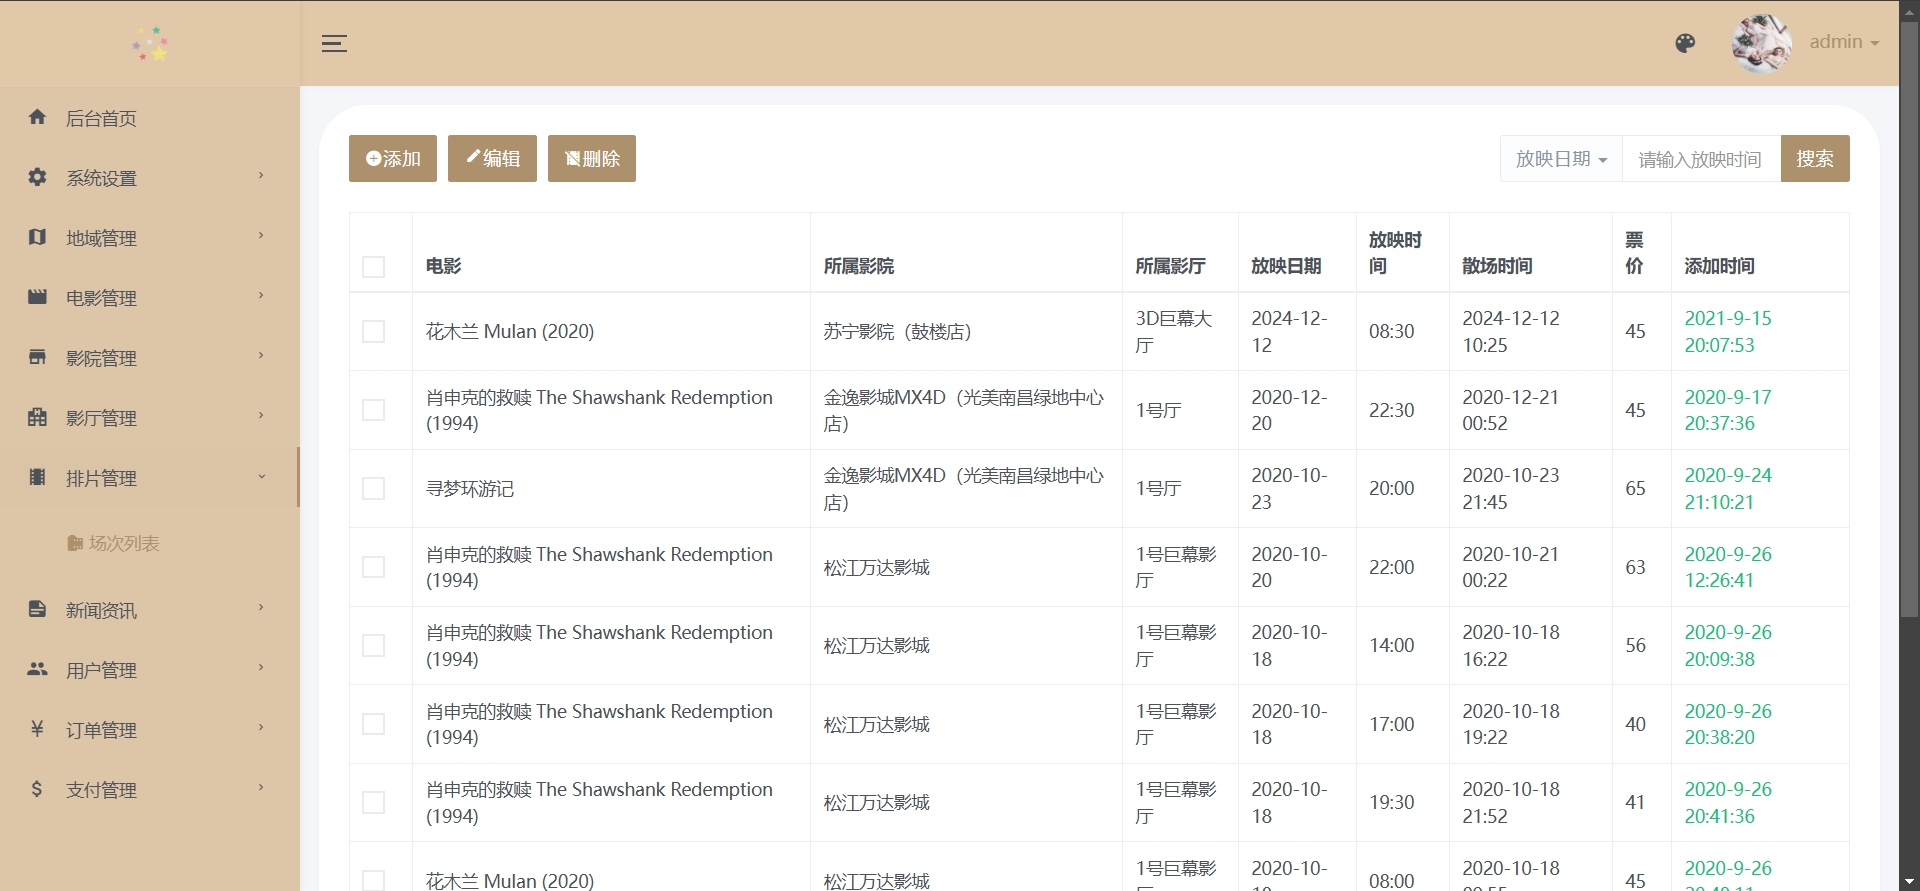 admin
后台首页
系统设置
地域管理
电影管理
影院管理
影厅管理
排片管理
场次列表
新闻资讯
用户管理
订单管理
支付管理
添加 编辑 删除
放映日期 请输入放映时间 搜索
电影 所属影院 所属影厅 放映日期 放映时 散场时间 票 添加时间
间 价
花木兰 Mulan (2020) 苏宁影院（鼓楼店） 3D巨幕大 2024-12- 08:30 2024-12-12 45 2021-9-15
厅 12 10:25 20:07:53
肖申克的救赎 The Shawshank Redemption 金逸影城MX4D（光美南昌绿地中心 1号厅 2020-12- 22:30 2020-12-21 45 2020-9-17
(1994) 店） 20 00:52 20:37:36
寻梦环游记 金逸影城MX4D（光美南昌绿地中心 1号厅 2020-10- 20:00 2020-10-23 65 2020-9-24
店） 23 21:45 21:10:21
肖申克的救赎 The Shawshank Redemption 松江万达影城 1号巨幕影 2020-10- 22:00 2020-10-21 63 2020-9-26
(1994) 厅 20 00:22 12:26:41
肖申克的救赎 The Shawshank Redemption 松江万达影城 1号巨幕影 2020-10- 14:00 2020-10-18 56 2020-9-26
(1994) 厅 18 16:22 20:09:38
肖申克的救赎 The Shawshank Redemption 松江万达影城 1号巨幕影 2020-10- 17:00 2020-10-18 40 2020-9-26
(1994) 厅 18 19:22 20:38:20
肖申克的救赎 The Shawshank Redemption 松江万达影城 1号巨幕影 2020-10- 19:30 2020-10-18 41 2020-9-26
(1994) 厅 18 21:52 20:41:36
花木兰 Mulan (2020) 松江万达影城 1号巨幕影 2020-10- 08:00 2020-10-18 45 2020-9-26